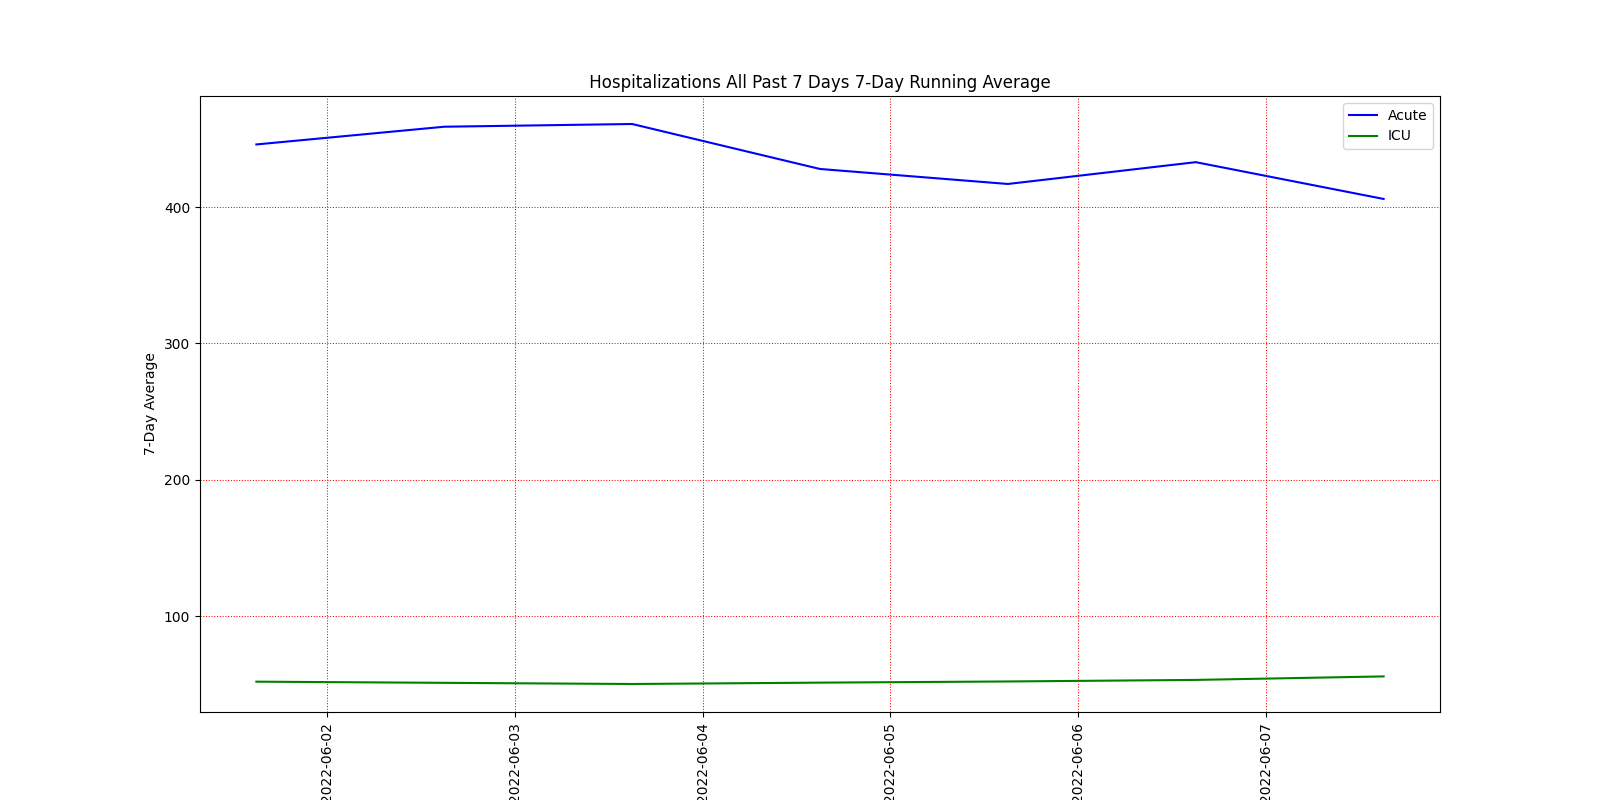 Hospitalizations All Past 7 Days 7-Day Running Average
Acute
ICU
7-Day Average
400
300
200
100
2022-06-02
2022-06-03
2022-06-04
2022-06-05
2022-06-06
2022-06-07